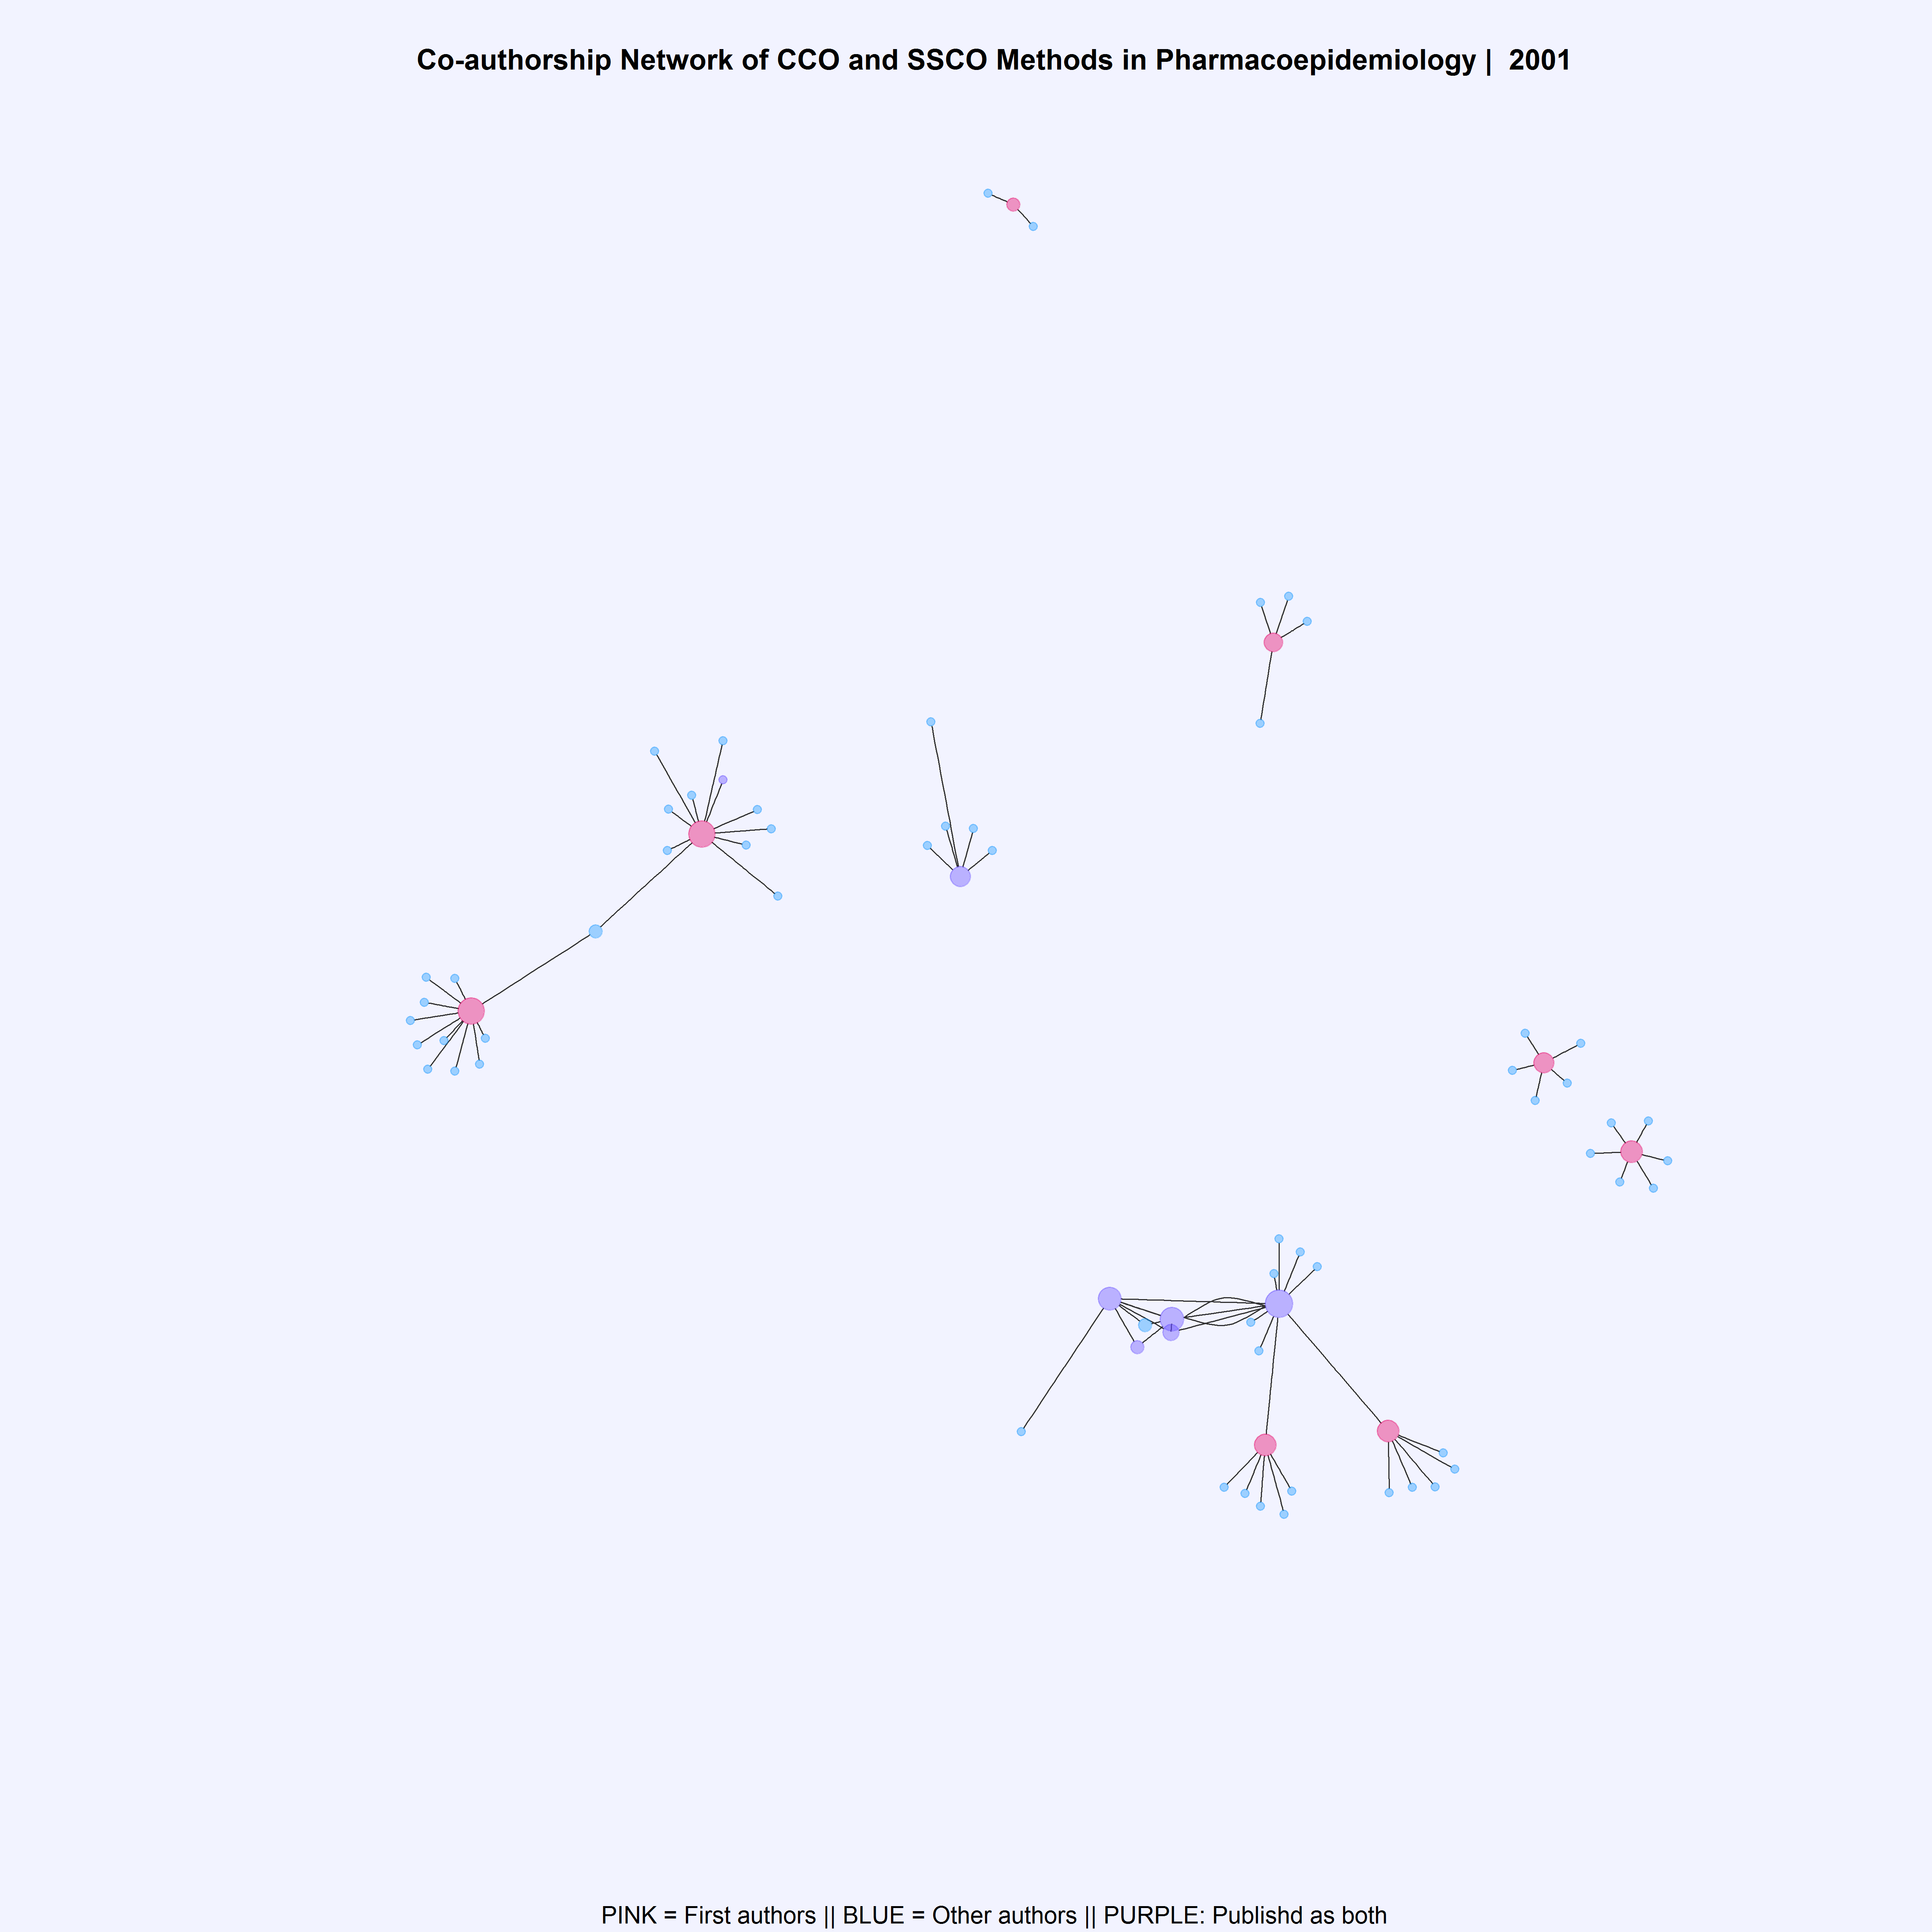 Co-authorship Network of CCO and SSCO Methods in Pharmacoepidemiology | 2001
PINK = First authors || BLUE = Other authors || PURPLE: Publishd as both